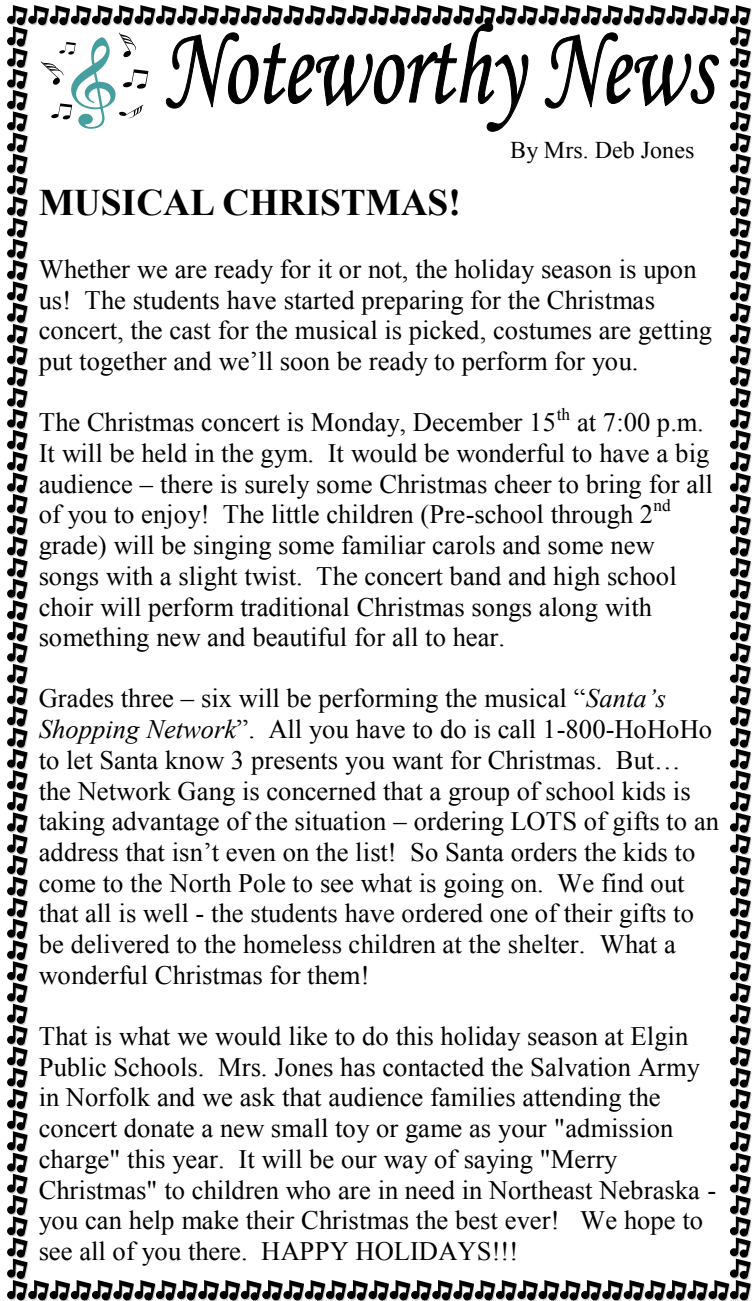 Noteworthy News
By Mrs. Deb Jones
MUSICAL CHRISTMAS!
Whether we are ready for it or not, the holiday season is upon
us!  The students have started preparing for the Christmas
concert, the cast for the musical is picked, costumes are getting
put together and we’ll soon be ready to perform for you.
The Christmas concert is Monday, December 15th at 7:00 p.m.
It will be held in the gym.  It would be wonderful to have a big
audience – there is surely some Christmas cheer to bring for all
of you to enjoy!  The little children (Pre-school through 2nd
grade) will be singing some familiar carols and some new
songs with a slight twist.  The concert band and high school
choir will perform traditional Christmas songs along with
something new and beautiful for all to hear.
Grades three – six will be performing the musical “Santa’s
Shopping Network”.  All you have to do is call 1-800-HoHoHo
to let Santa know 3 presents you want for Christmas.  But…
the Network Gang is concerned that a group of school kids is
taking advantage of the situation – ordering LOTS of gifts to an
address that isn’t even on the list!  So Santa orders the kids to
come to the North Pole to see what is going on.  We find out
that all is well - the students have ordered one of their gifts to
be delivered to the homeless children at the shelter.  What a
wonderful Christmas for them!
That is what we would like to do this holiday season at Elgin
Public Schools.  Mrs. Jones has contacted the Salvation Army
in Norfolk and we ask that audience families attending the
concert donate a new small toy or game as your "admission
charge" this year.  It will be our way of saying "Merry
Christmas" to children who are in need in Northeast Nebraska -
you can help make their Christmas the best ever!   We hope to
see all of you there.  HAPPY HOLIDAYS!!!